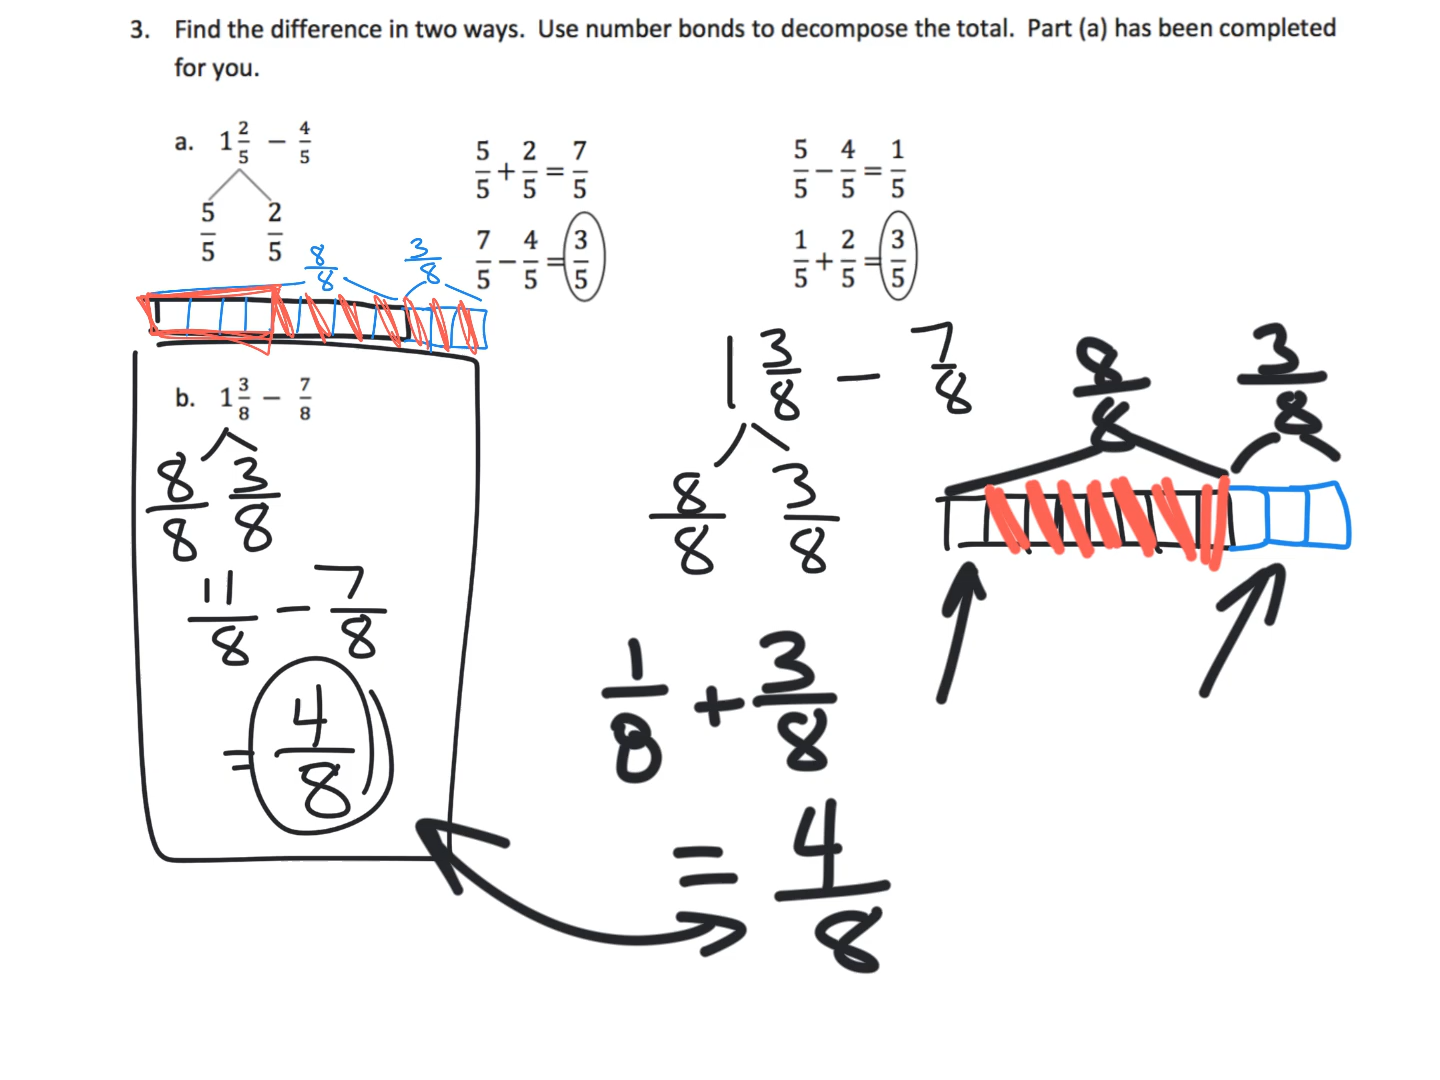 3. Find the difference in two ways. Use number bonds to decompose the total. Part (a) has been completed
for you.
a. 1 2/5 − 4/5
5/5 2/5
5/5 + 2/5 = 7/5
7/5 − 4/5 = 3/5
5/5 − 4/5 = 1/5
1/5 + 2/5 = 3/5
8/8 3/8
b. 1 3/8 − 7/8
8/8 3/8
11/8 − 7/8
= 4/8
1 3/8 − 7/8
8/8 3/8
8/8 3/8
1/8 + 3/8
= 4/8